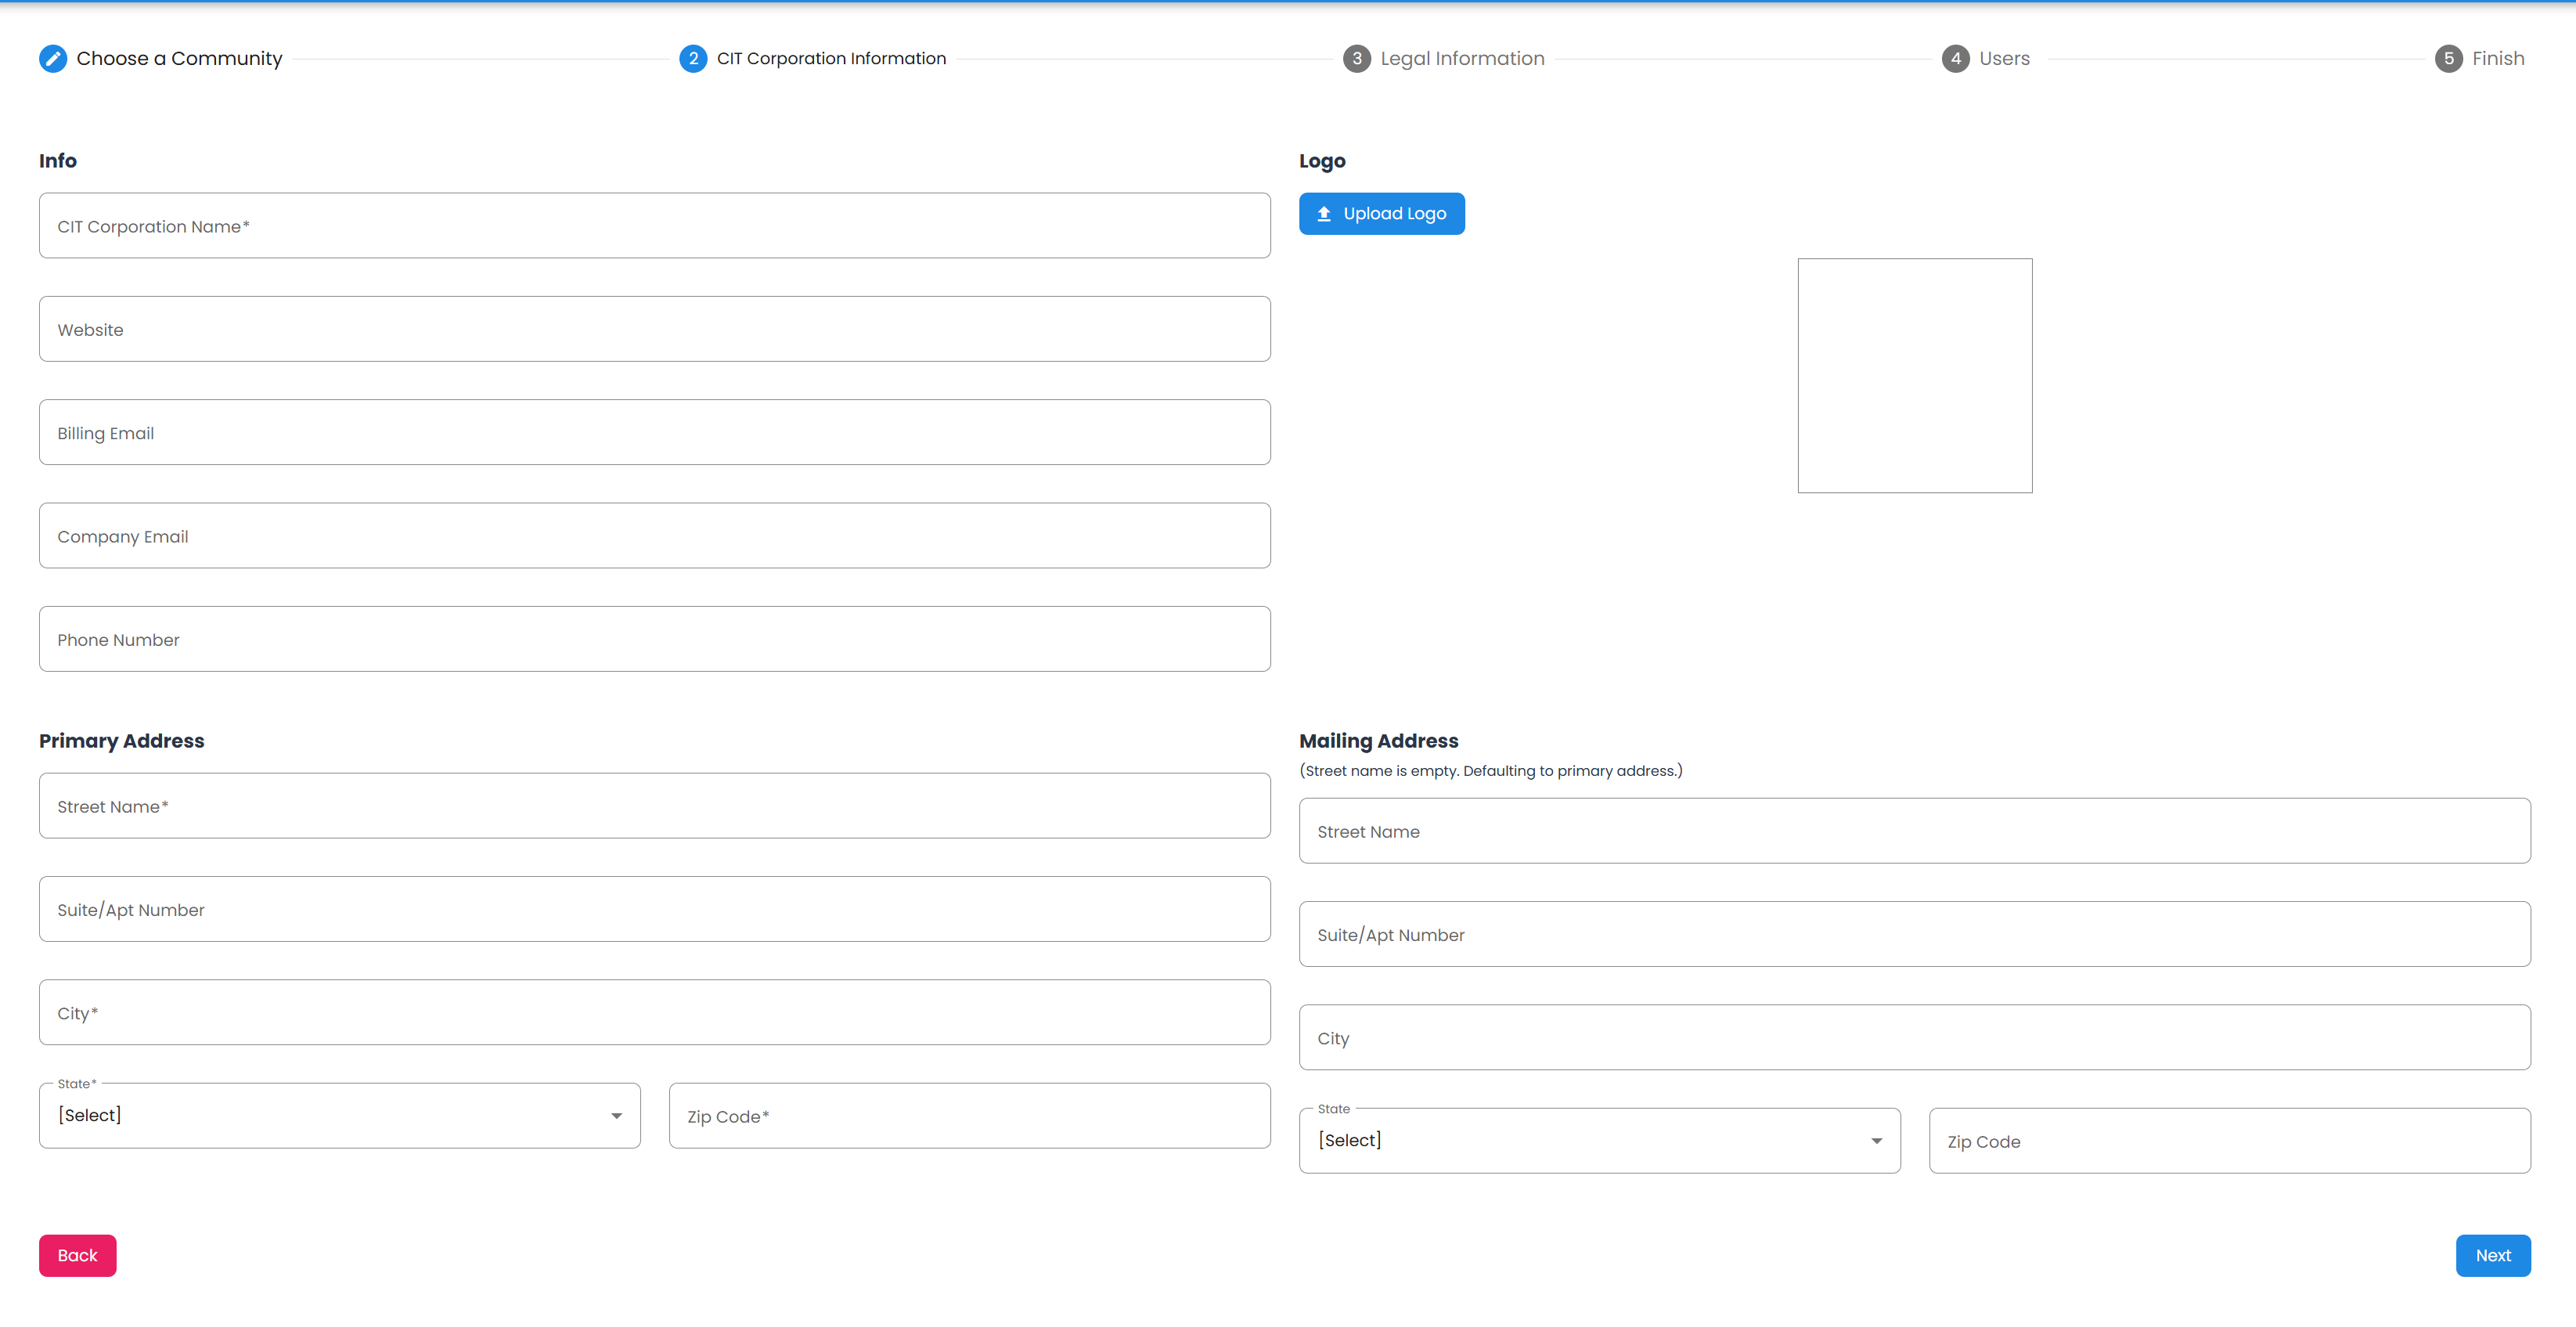 Choose a Community
2 CIT Corporation Information
3 Legal Information
4 Users
5 Finish
Info
CIT Corporation Name*
Website
Billing Email
Company Email
Phone Number
Logo
Upload Logo
Primary Address
Street Name*
Suite/Apt Number
City*
State*
[Select]
Zip Code*
Mailing Address
(Street name is empty. Defaulting to primary address.)
Street Name
Suite/Apt Number
City
State
[Select]
Zip Code
Back
Next